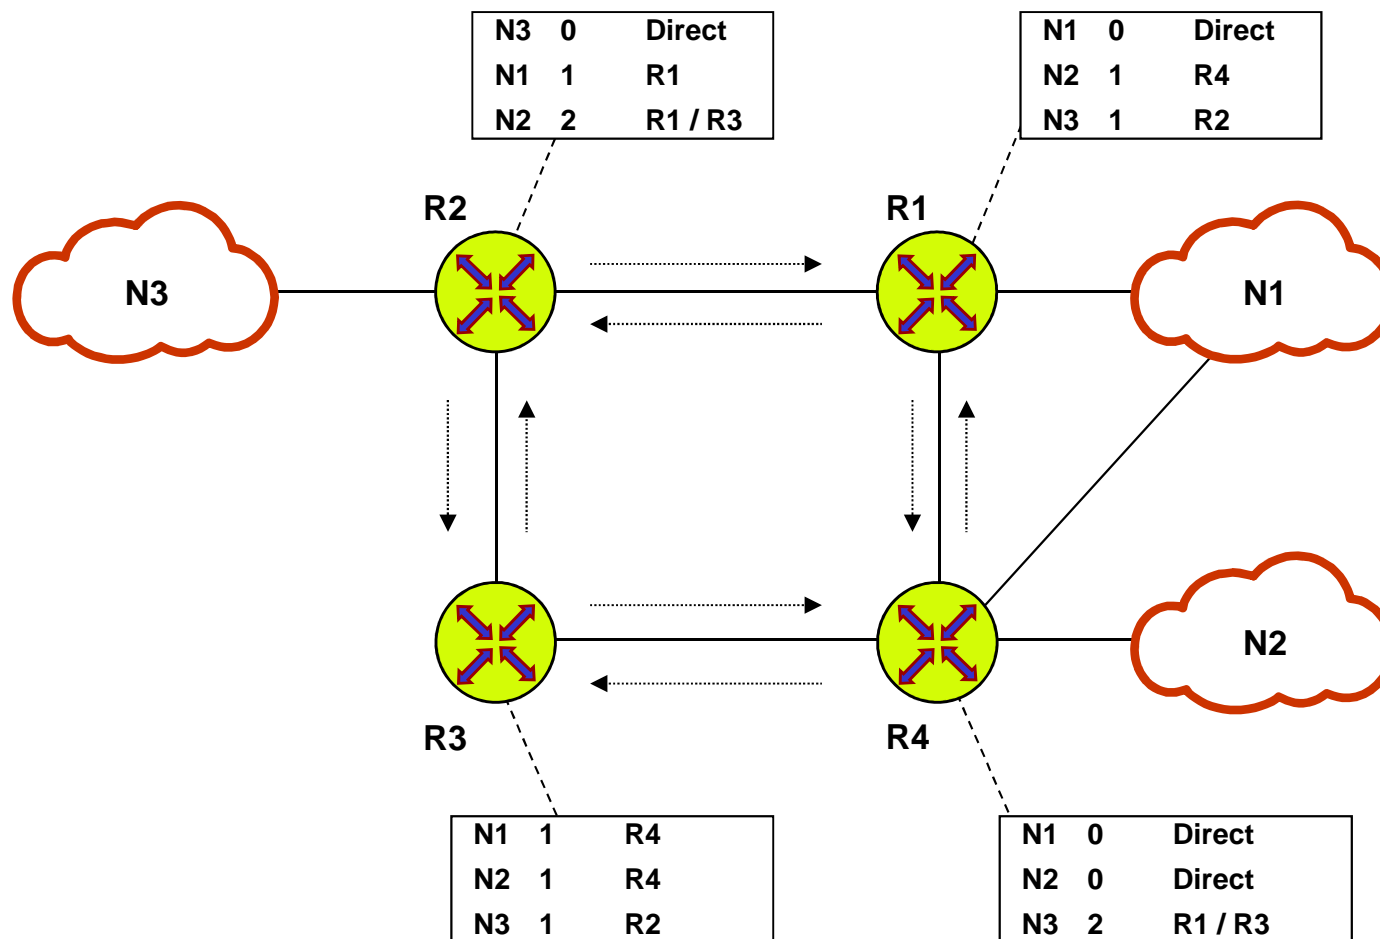 N3 0 Direct
N1 1 R1
N2 2 R1 / R3
N1 0 Direct
N2 1 R4
N3 1 R2
R2
R1
N3
N1
N2
R3
R4
N1 1 R4
N2 1 R4
N3 1 R2
N1 0 Direct
N2 0 Direct
N3 2 R1 / R3